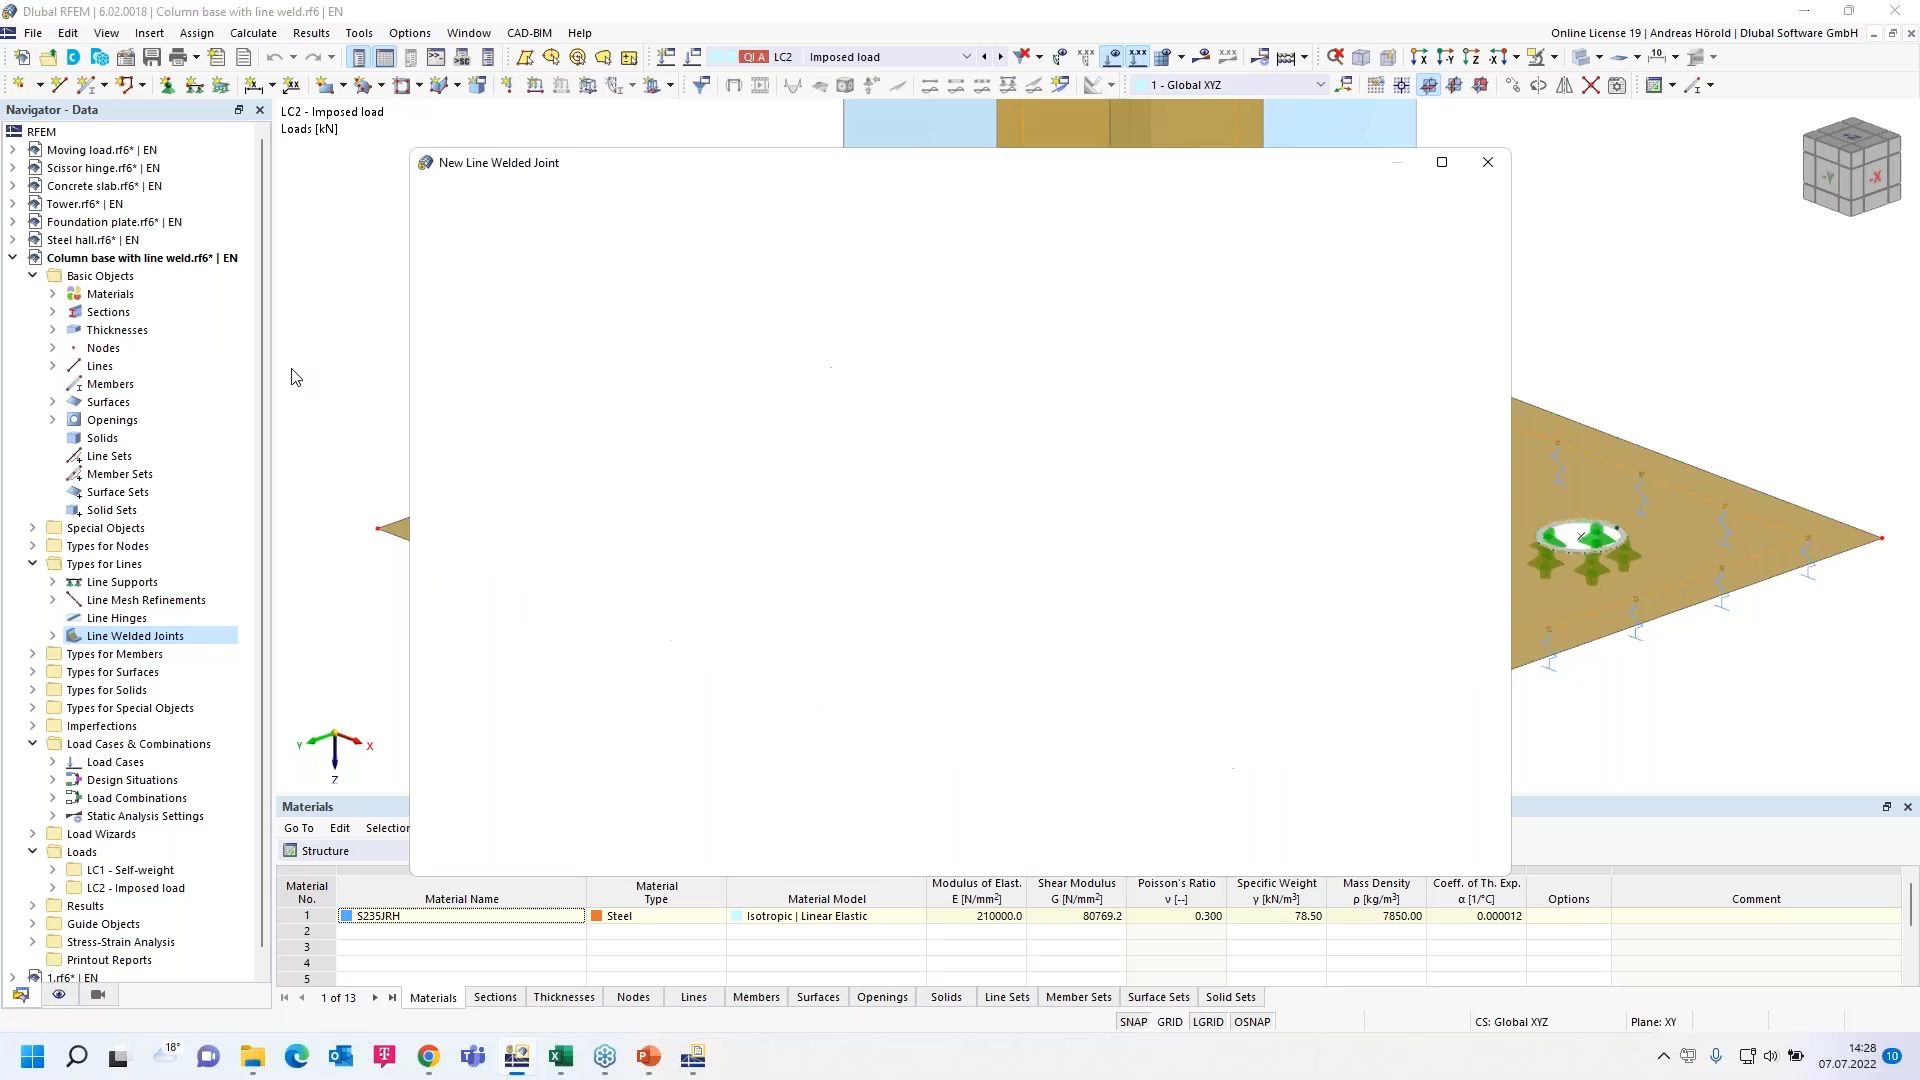 Dlubal RFEM | 6.02.0018 | Column base with line weld.rf6 | EN
File Edit View Insert Assign Calculate Results Tools Options Window CAD-BIM Help
Online License 19 | Andreas Hörold | Dlubal Software GmbH
QI A LC2 Imposed load
1 - Global XYZ
Navigator - Data
RFEM
Moving load.rf6* | EN
Scissor hinge.rf6* | EN
Concrete slab.rf6* | EN
Tower.rf6* | EN
Foundation plate.rf6* | EN
Steel hall.rf6* | EN
Column base with line weld.rf6* | EN
Basic Objects
Materials
Sections
Thicknesses
Nodes
Lines
Members
Surfaces
Openings
Solids
Line Sets
Member Sets
Surface Sets
Solid Sets
Special Objects
Types for Nodes
Types for Lines
Line Supports
Line Mesh Refinements
Line Hinges
Line Welded Joints
Types for Members
Types for Surfaces
Types for Solids
Types for Special Objects
Imperfections
Load Cases & Combinations
Load Cases
Design Situations
Load Combinations
Static Analysis Settings
Load Wizards
Loads
LC1 - Self-weight
LC2 - Imposed load
Results
Guide Objects
Stress-Strain Analysis
Printout Reports
1.rf6* | EN
LC2 - Imposed load
Loads [kN]
New Line Welded Joint
+Z
-Y
-X
Y
X
Z
Materials
Go To Edit Selection
Structure
Material No. Material Name Material Type Material Model Modulus of Elast. E [N/mm²] Shear Modulus G [N/mm²] Poisson's Ratio ν [--] Specific Weight γ [kN/m³] Mass Density ρ [kg/m³] Coeff. of Th. Exp. α [1/°C] Options Comment
1 S235JRH Steel Isotropic | Linear Elastic 210000.0 80769.2 0.300 78.50 7850.00 0.000012
2
3
4
5
1 of 13 Materials Sections Thicknesses Nodes Lines Members Surfaces Openings Solids Line Sets Member Sets Surface Sets Solid Sets
SNAP GRID LGRID OSNAP CS: Global XYZ Plane: XY
18°
14:28
07.07.2022
10